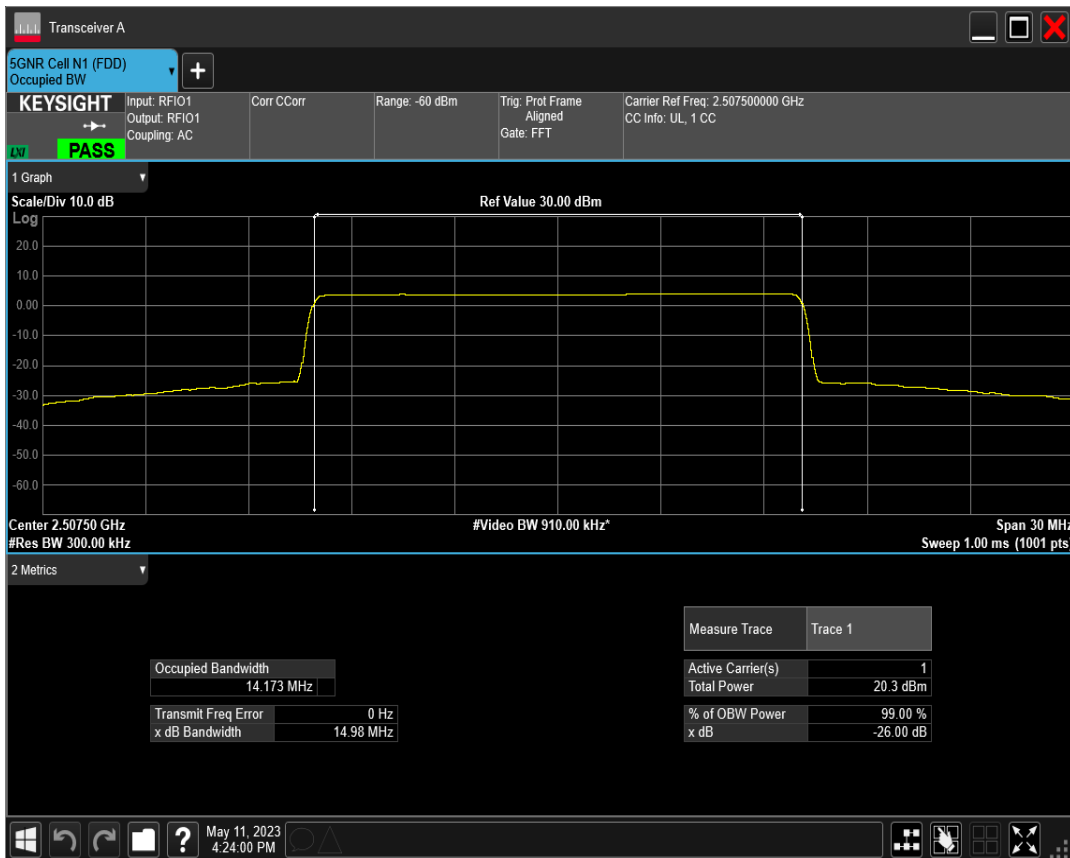 Transceiver A
5GNR Cell N1 (FDD)
Occupied BW
KEYSIGHT
LXI
PASS
Input: RFIO1
Output: RFIO1
Coupling: AC
Corr CCorr
Range: -60 dBm
Trig: Prot Frame
Aligned
Gate: FFT
Carrier Ref Freq: 2.507500000 GHz
CC Info: UL, 1 CC
1 Graph
Scale/Div 10.0 dB
Ref Value 30.00 dBm
Log
20.0
10.0
0.00
-10.0
-20.0
-30.0
-40.0
-50.0
-60.0
Center 2.50750 GHz
#Video BW 910.00 kHz*
Span 30 MHz
#Res BW 300.00 kHz
Sweep 1.00 ms (1001 pts)
2 Metrics
Measure Trace Trace 1
Occupied Bandwidth
14.173 MHz
Active Carrier(s) 1
Total Power 20.3 dBm
Transmit Freq Error 0 Hz
x dB Bandwidth 14.98 MHz
% of OBW Power 99.00 %
x dB -26.00 dB
?
May 11, 2023
4:24:00 PM